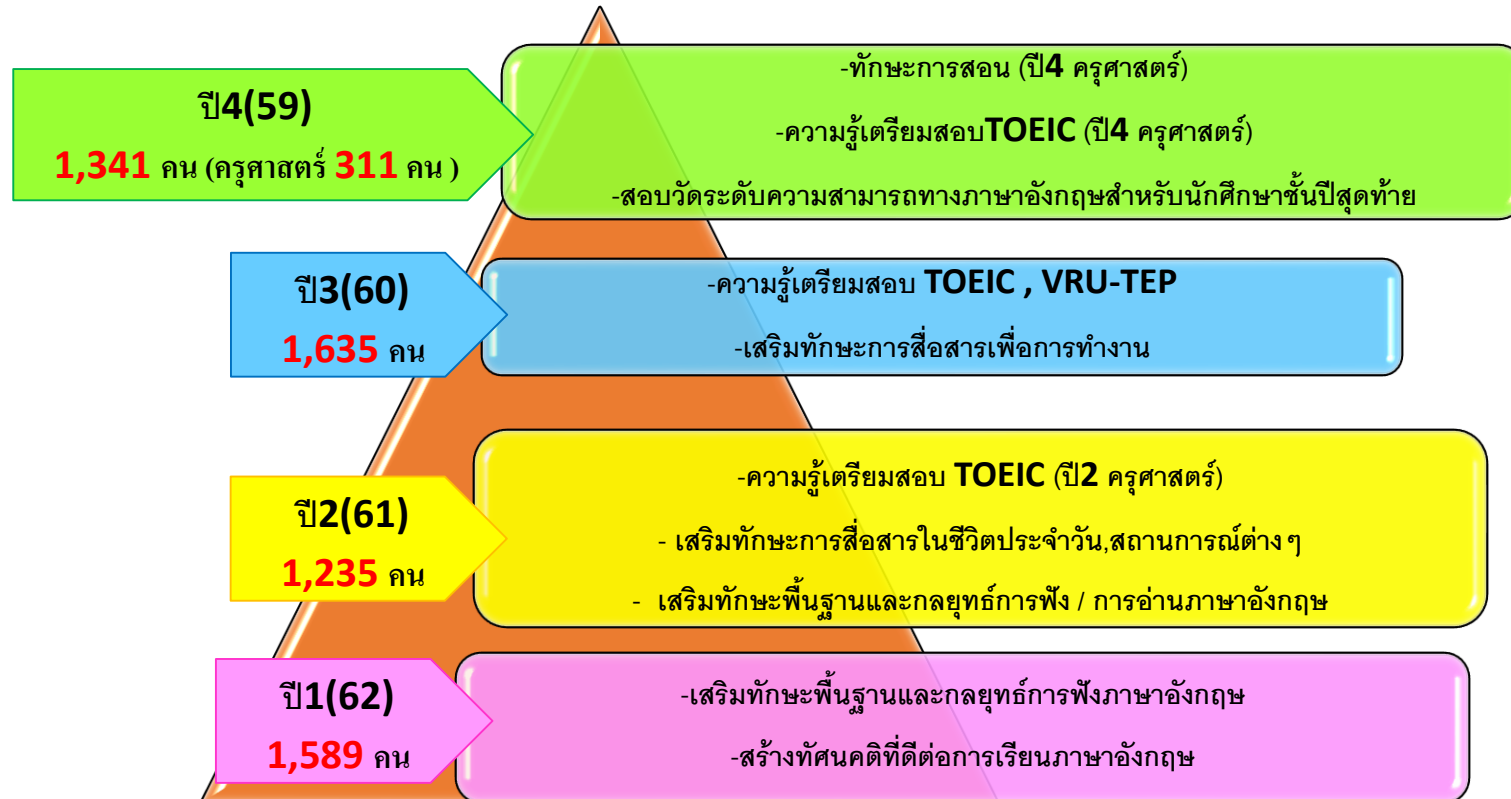 ปี4(59)
1,341 คน (ครุศาสตร์ 311 คน )
-ทักษะการสอน (ปี4 ครุศาสตร์)
-ความรู้เตรียมสอบTOEIC (ปี4 ครุศาสตร์)
-สอบวัดระดับความสามารถทางภาษาอังกฤษสำหรับนักศึกษาชั้นปีสุดท้าย
ปี3(60)
1,635 คน
-ความรู้เตรียมสอบ TOEIC , VRU-TEP
-เสริมทักษะการสื่อสารเพื่อการทำงาน
ปี2(61)
1,235 คน
-ความรู้เตรียมสอบ TOEIC (ปี2 ครุศาสตร์)
- เสริมทักษะการสื่อสารในชีวิตประจำวัน,สถานการณ์ต่างๆ
- เสริมทักษะพื้นฐานและกลยุทธ์การฟัง / การอ่านภาษาอังกฤษ
ปี1(62)
1,589 คน
-เสริมทักษะพื้นฐานและกลยุทธ์การฟังภาษาอังกฤษ
-สร้างทัศนคติที่ดีต่อการเรียนภาษาอังกฤษ